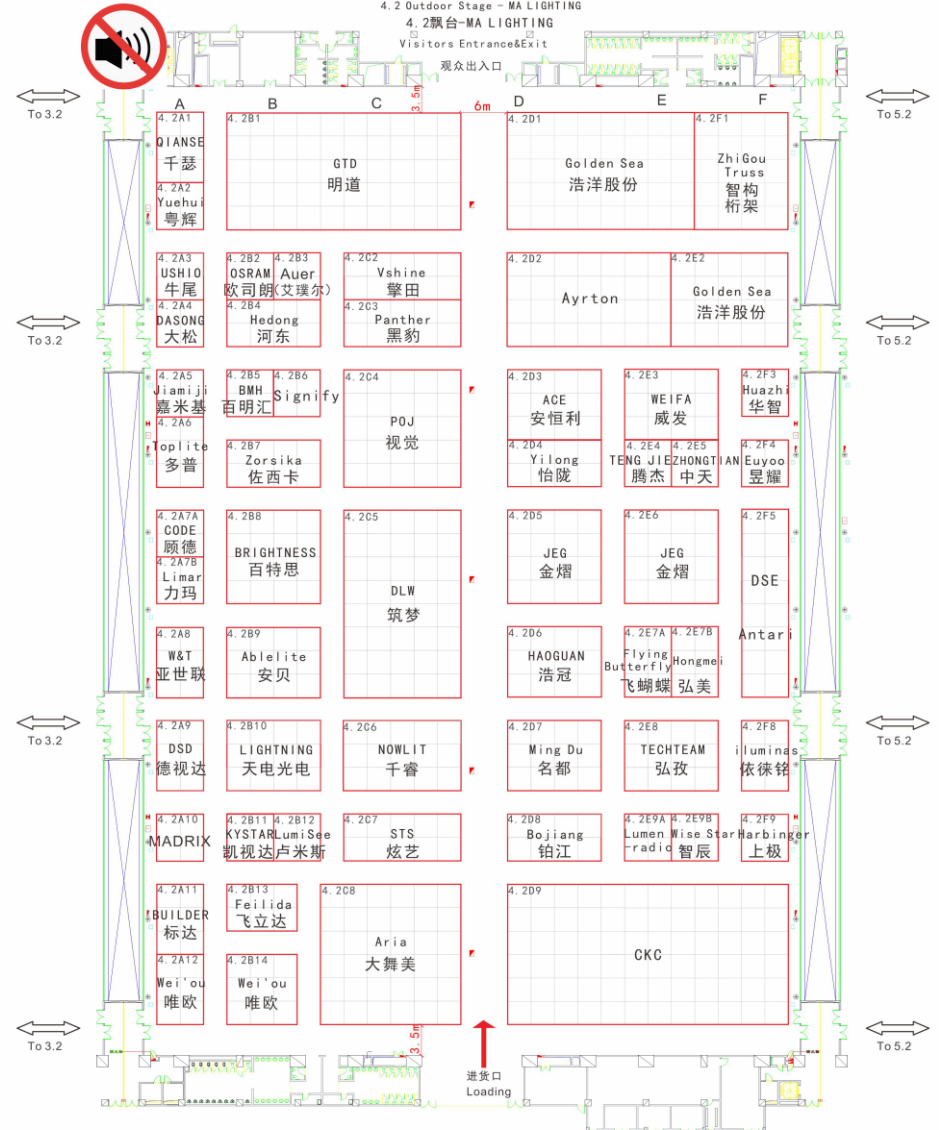 4.2 Outdoor Stage - MA LIGHTING
4.2飘台-MA LIGHTING
Visitors Entrance&Exit
观众出入口
To 3.2
A
B
C
3.5m
6m
D
E
F
To 5.2
4.2A1
QIANSE
千瑟
4.2A2
Yuehui
粤辉
4.2B1
GTD
明道
4.2D1
Golden Sea
浩洋股份
4.2F1
ZhiGou
Truss
智构
桁架
4.2A3
USHIO
牛尾
4.2A4
DASONG
大松
4.2B2
OSRAM
欧司朗
4.2B3
Auer
(艾璞尔)
4.2B4
Hedong
河东
4.2C2
Vshine
擎田
4.2C3
Panther
黑豹
4.2D2
Ayrton
4.2E2
Golden Sea
浩洋股份
To 3.2
To 5.2
4.2A5
Jiamiji
嘉米基
4.2A6
Toplite
多普
4.2B5
BMH
百明汇
4.2B6
Signify
4.2B7
Zorsika
佐西卡
4.2C4
POJ
视觉
4.2D3
ACE
安恒利
4.2D4
Yilong
怡陇
4.2E3
WEIFA
威发
4.2E4
TENG JIE
腾杰
4.2E5
ZHONGTIAN
中天
4.2F3
Huazhi
华智
4.2F4
Euyoo
昱耀
4.2A7A
CODE
顾德
4.2A7B
Limar
力玛
4.2B8
BRIGHTNESS
百特思
4.2C5
DLW
筑梦
4.2D5
JEG
金熠
4.2E6
JEG
金熠
4.2F5
DSE
Antari
4.2A8
W&T
亚世联
4.2B9
Ablelite
安贝
4.2D6
HAOGUAN
浩冠
4.2E7A
Flying
Butterfly
飞蝴蝶
4.2E7B
Hongmei
弘美
To 3.2
To 5.2
4.2A9
DSD
德视达
4.2B10
LIGHTNING
天电光电
4.2C6
NOWLIT
千睿
4.2D7
Ming Du
名都
4.2E8
TECHTEAM
弘孜
4.2F8
iluminas
依徕铭
4.2A10
MADRIX
4.2B11
KYSTAR
凯视达
4.2B12
LumiSee
卢米斯
4.2C7
STS
炫艺
4.2D8
Bojiang
铂江
4.2E9A
Lumen
-radio
4.2E9B
Wise Star
智辰
4.2F9
Harbinger
上极
4.2A11
BUILDER
标达
4.2A12
Wei'ou
唯欧
4.2B13
Feilida
飞立达
4.2B14
Wei'ou
唯欧
4.2C8
Aria
大舞美
4.2D9
CKC
To 3.2
3.5m
To 5.2
进货口
Loading